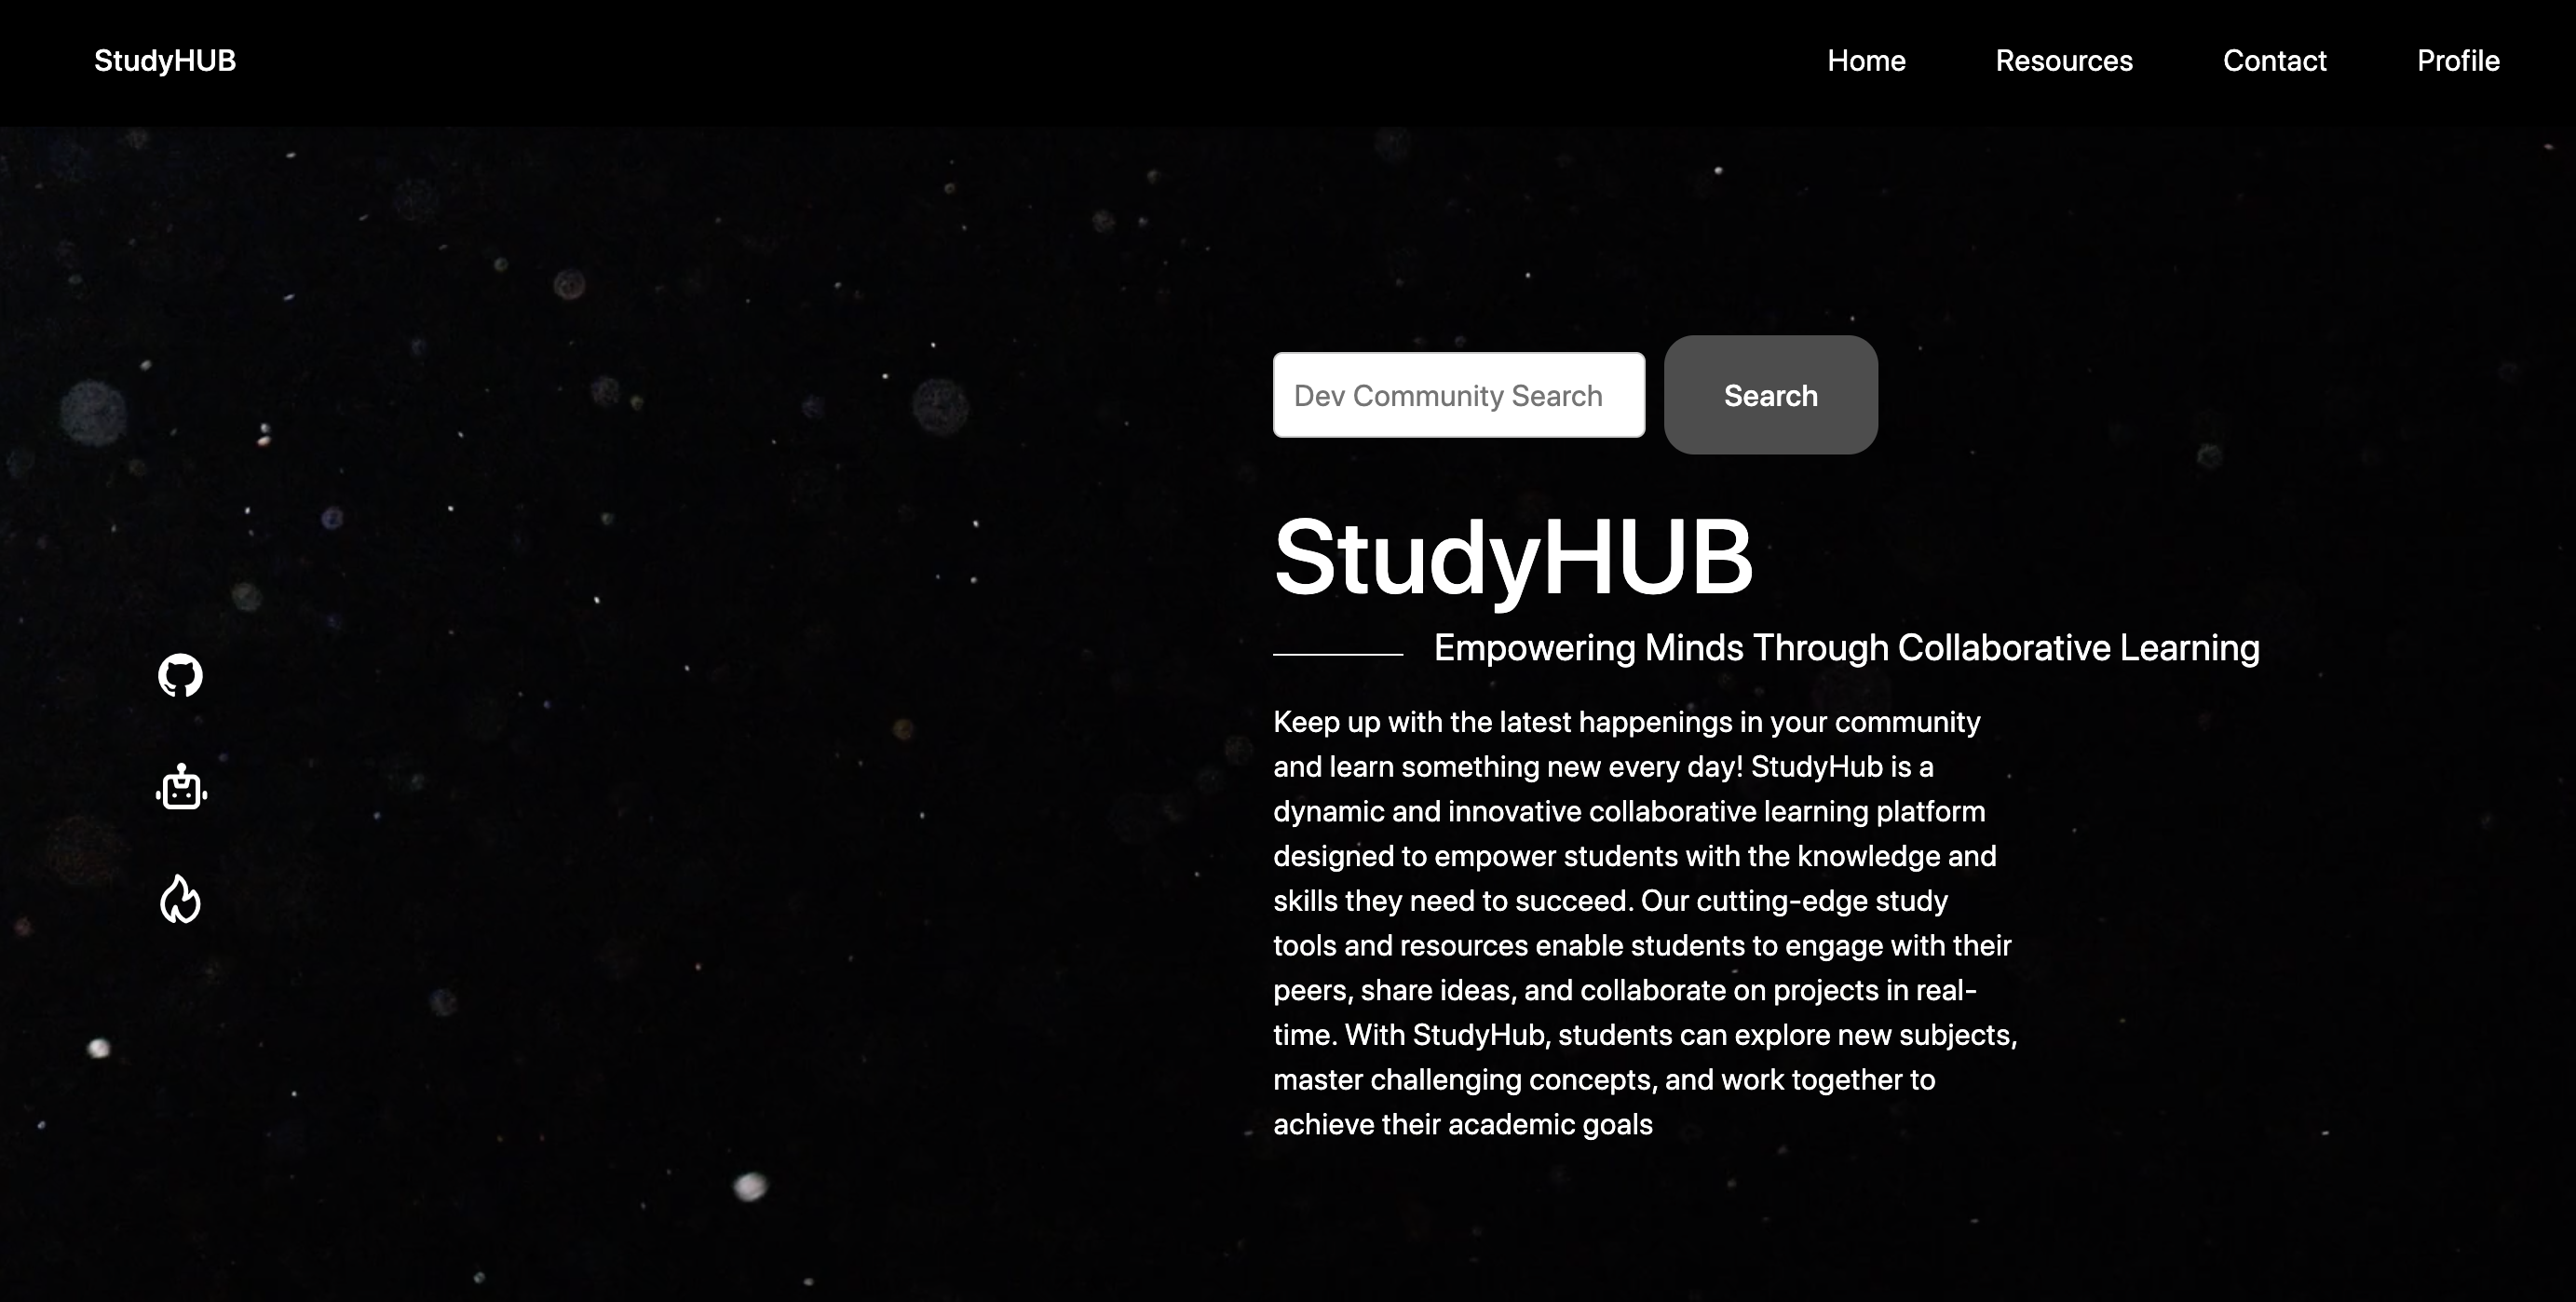 StudyHUB
Home
Resources
Contact
Profile
Dev Community Search
Search
StudyHUB
Empowering Minds Through Collaborative Learning
Keep up with the latest happenings in your community
and learn something new every day! StudyHub is a
dynamic and innovative collaborative learning platform
designed to empower students with the knowledge and
skills they need to succeed. Our cutting-edge study
tools and resources enable students to engage with their
peers, share ideas, and collaborate on projects in real-
time. With StudyHub, students can explore new subjects,
master challenging concepts, and work together to
achieve their academic goals